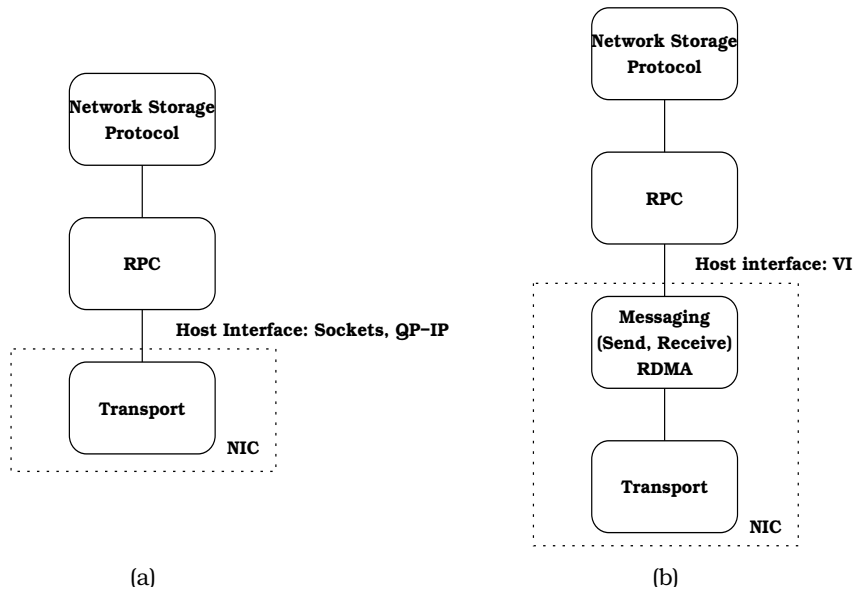 Network Storage
Protocol
RPC
Host Interface: Sockets, QP–IP
Transport
NIC
(a)
Network Storage
Protocol
RPC
Host interface: VI
Messaging
(Send, Receive)
RDMA
Transport
NIC
(b)